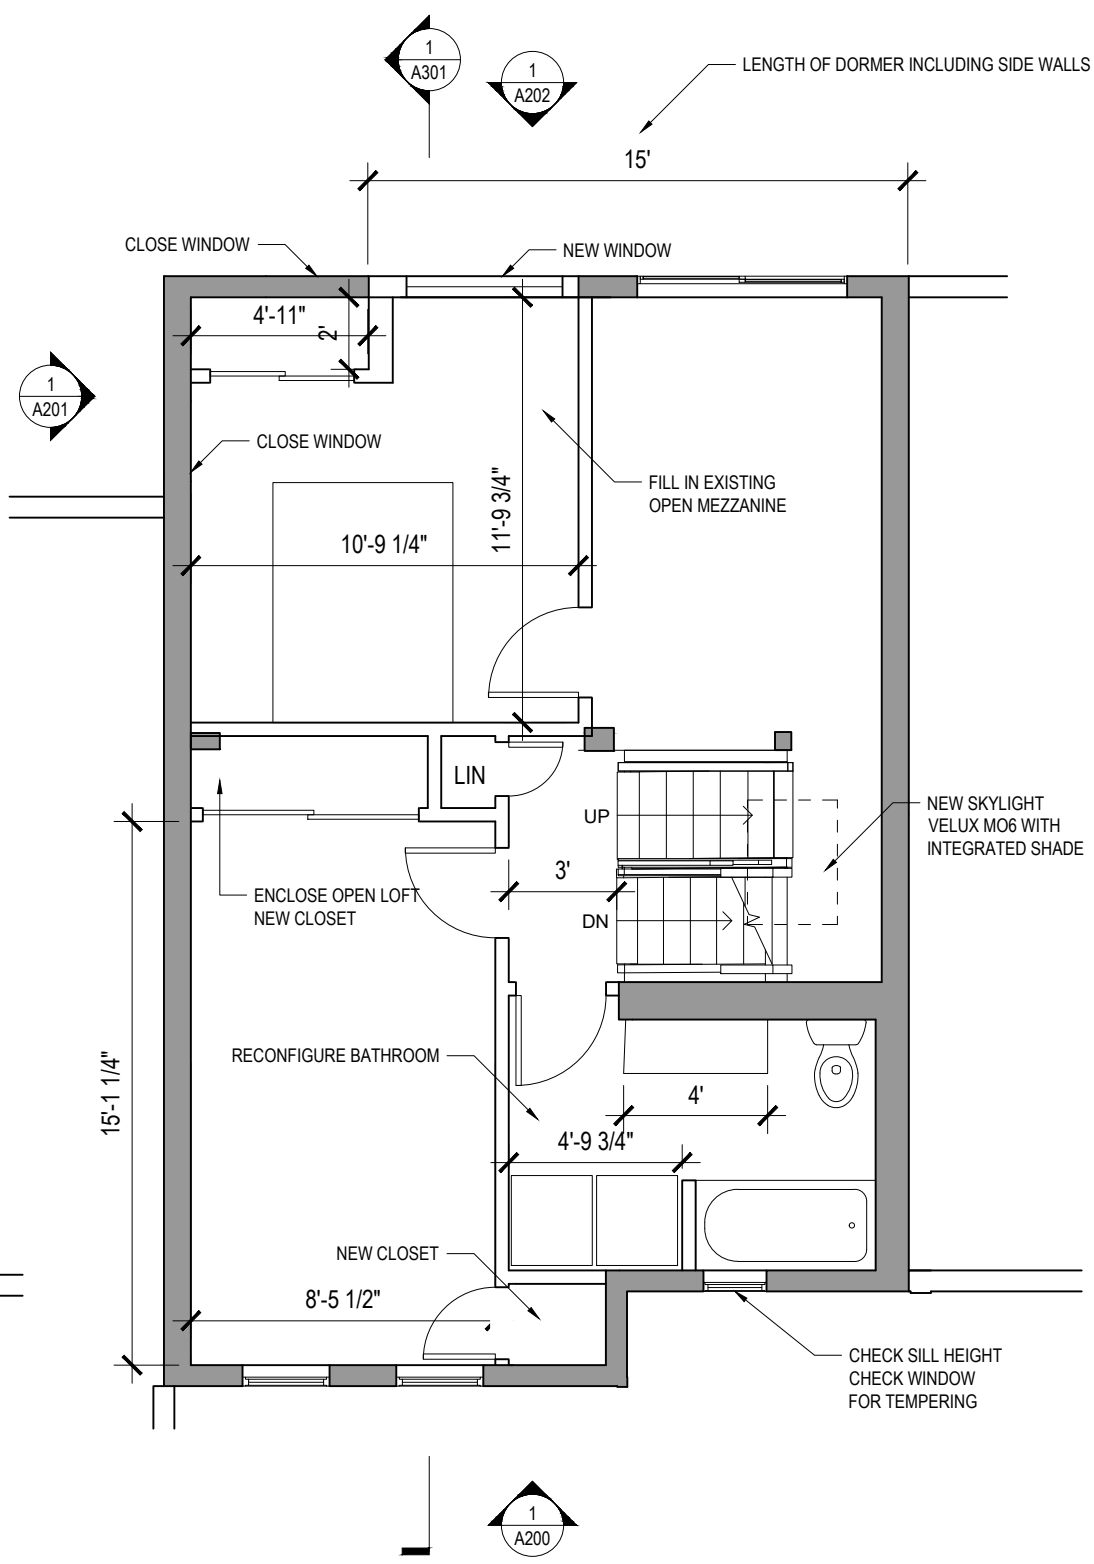 1
A301
1
A202
LENGTH OF DORMER INCLUDING SIDE WALLS
15'
CLOSE WINDOW
NEW WINDOW
4'-11"
2'
1
A201
CLOSE WINDOW
FILL IN EXISTING
OPEN MEZZANINE
11'-9 3/4"
10'-9 1/4"
LIN
UP
NEW SKYLIGHT
VELUX MO6 WITH
INTEGRATED SHADE
3'
ENCLOSE OPEN LOFT
NEW CLOSET
DN
RECONFIGURE BATHROOM
15'-1 1/4"
4'
4'-9 3/4"
NEW CLOSET
8'-5 1/2"
CHECK SILL HEIGHT
CHECK WINDOW
FOR TEMPERING
1
A200